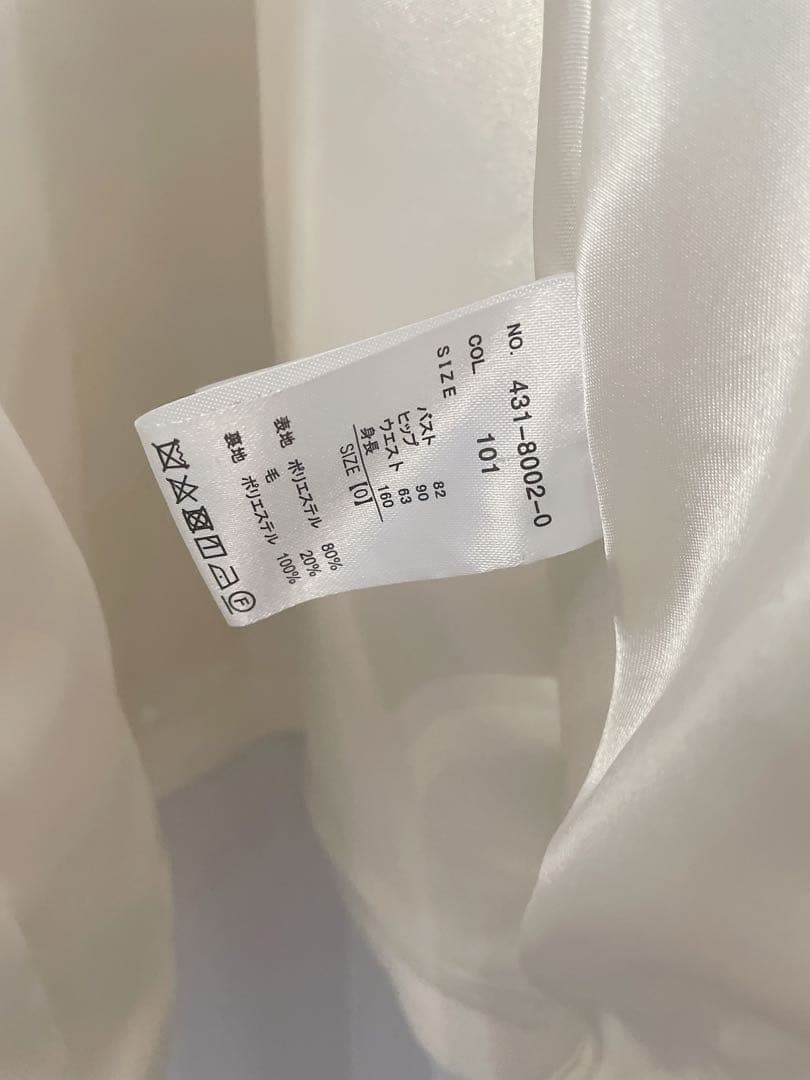 NO. 431-8002-0
COL 101
SIZE
バスト 82
ヒップ 90
ウエスト 63
身長 160
SIZE【0】
表地 ポリエステル 80%
毛 20%
裏地 ポリエステル 100%
F